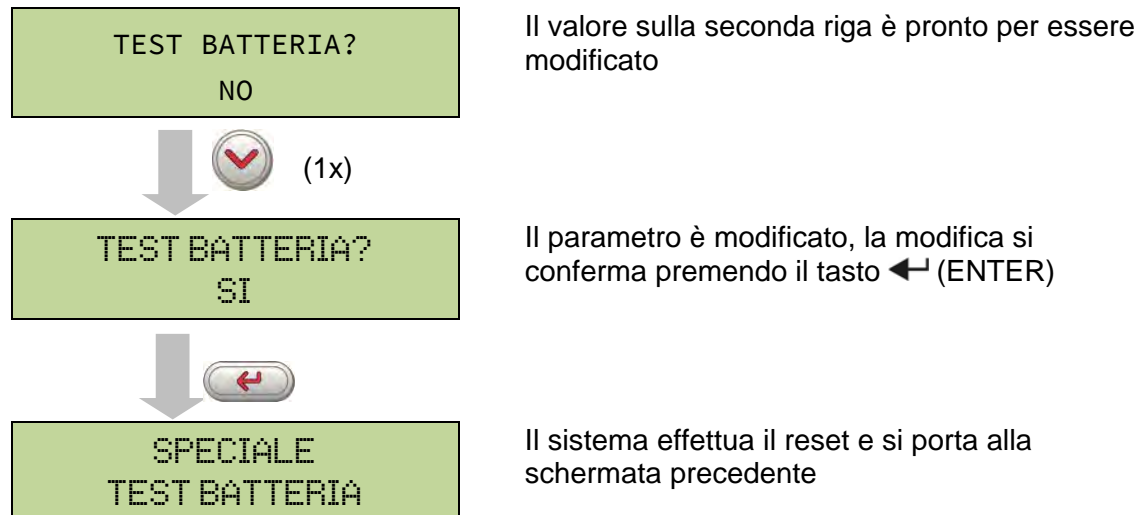 TEST BATTERIA?
NO
Il valore sulla seconda riga è pronto per essere
modificato
(1x)
TEST BATTERIA?
SI
Il parametro è modificato, la modifica si
conferma premendo il tasto (ENTER)
SPECIALE
TEST BATTERIA
Il sistema effettua il reset e si porta alla
schermata precedente